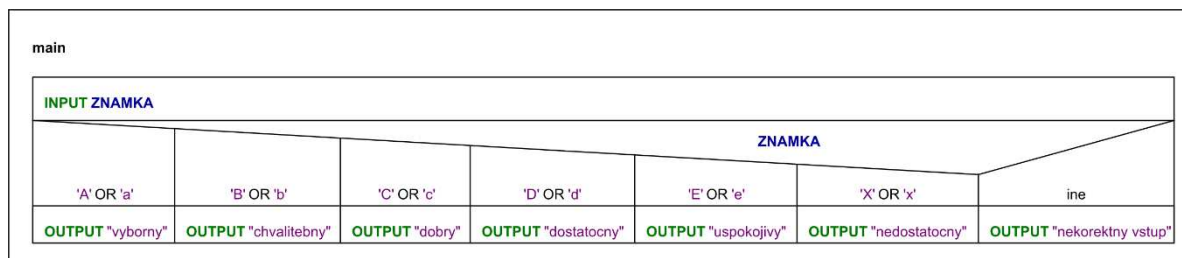 main
INPUT ZNAMKA
ZNAMKA
'A' OR 'a' 'B' OR 'b' 'C' OR 'c' 'D' OR 'd' 'E' OR 'e' 'X' OR 'x' ine
OUTPUT "vyborny" OUTPUT "chvalitebny" OUTPUT "dobry" OUTPUT "dostatocny" OUTPUT "uspokojivy" OUTPUT "nedostatocny" OUTPUT "nekorektny vstup"